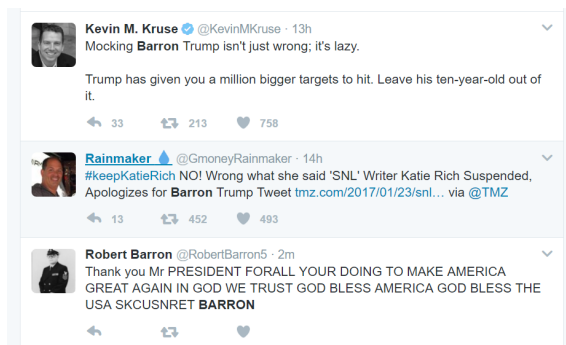 Kevin M. Kruse @KevinMKruse · 13h
Mocking Barron Trump isn't just wrong; it's lazy.
Trump has given you a million bigger targets to hit. Leave his ten-year-old out of
it.
33 213 758
Rainmaker @GmoneyRainmaker · 14h
#keepKatieRich NO! Wrong what she said 'SNL' Writer Katie Rich Suspended,
Apologizes for Barron Trump Tweet tmz.com/2017/01/23/snl… via @TMZ
13 452 493
Robert Barron @RobertBarron5 · 2m
Thank you Mr PRESIDENT FORALL YOUR DOING TO MAKE AMERICA
GREAT AGAIN IN GOD WE TRUST GOD BLESS AMERICA GOD BLESS THE
USA SKCUSNRET BARRON